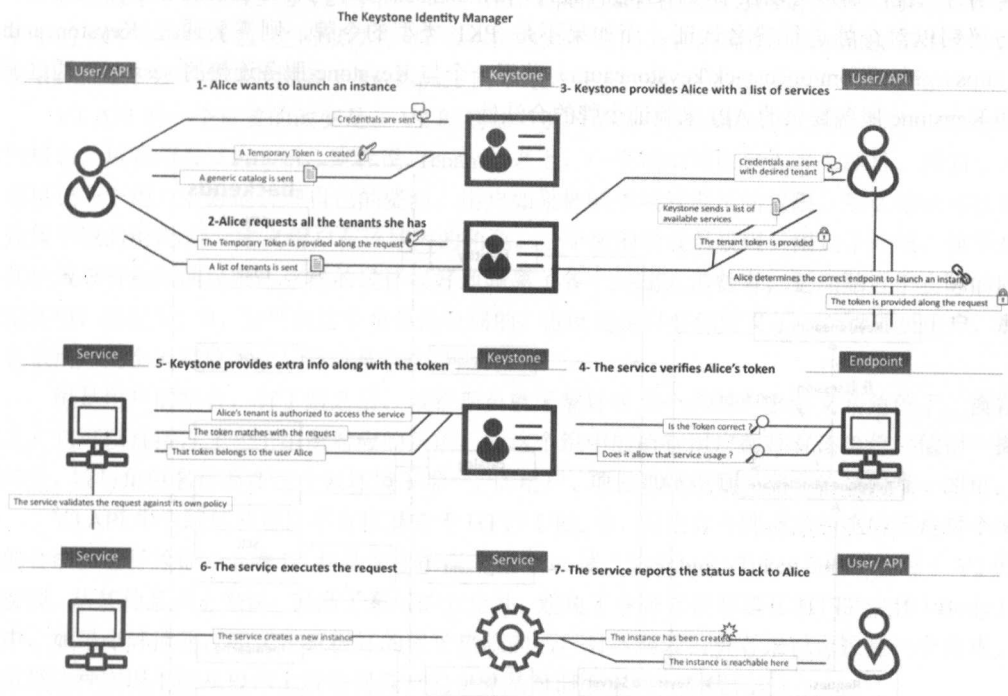 The Keystone Identity Manager
User/ API
Keystone
User/ API
1- Alice wants to launch an instance
3- Keystone provides Alice with a list of services
Credentials are sent
A Temporary Token is created
A generic catalog is sent
2-Alice requests all the tenants she has
The Temporary Token is provided along the request
A list of tenants is sent
Credentials are sent
with desired tenant
Keystone sends a list of
available services
The tenant token is provided
Alice determines the correct endpoint to launch an instance
The token is provided along the request
Service
Keystone
Endpoint
5- Keystone provides extra info along with the token
4- The service verifies Alice's token
Alice's tenant is authorized to access the service
The token matches with the request
That token belongs to the user Alice
Is the Token correct ?
Does it allow that service usage ?
The service validates the request against its own policy
Service
Service
User/ API
6- The service executes the request
7- The service reports the status back to Alice
The service creates a new instance
The instance has been created
The instance is reachable here